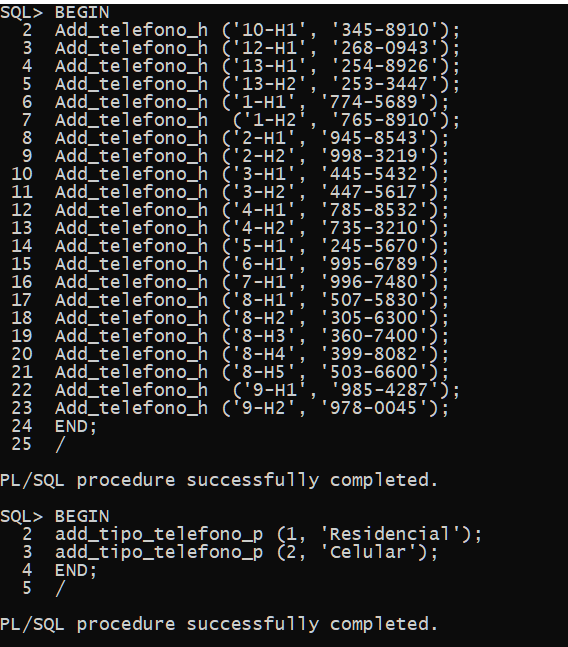 SQL> BEGIN
  2  Add_telefono_h ('10-H1', '345-8910');
  3  Add_telefono_h ('12-H1', '268-0943');
  4  Add_telefono_h ('13-H1', '254-8926');
  5  Add_telefono_h ('13-H2', '253-3447');
  6  Add_telefono_h ('1-H1', '774-5689');
  7  Add_telefono_h  ('1-H2', '765-8910');
  8  Add_telefono_h ('2-H1', '945-8543');
  9  Add_telefono_h ('2-H2', '998-3219');
 10  Add_telefono_h ('3-H1', '445-5432');
 11  Add_telefono_h ('3-H2', '447-5617');
 12  Add_telefono_h ('4-H1', '785-8532');
 13  Add_telefono_h ('4-H2', '735-3210');
 14  Add_telefono_h ('5-H1', '245-5670');
 15  Add_telefono_h ('6-H1', '995-6789');
 16  Add_telefono_h ('7-H1', '996-7480');
 17  Add_telefono_h ('8-H1', '507-5830');
 18  Add_telefono_h ('8-H2', '305-6300');
 19  Add_telefono_h ('8-H3', '360-7400');
 20  Add_telefono_h ('8-H4', '399-8082');
 21  Add_telefono_h ('8-H5', '503-6600');
 22  Add_telefono_h  ('9-H1', '985-4287');
 23  Add_telefono_h ('9-H2', '978-0045');
 24  END;
 25  /
PL/SQL procedure successfully completed.
SQL> BEGIN
  2  add_tipo_telefono_p (1, 'Residencial');
  3  add_tipo_telefono_p (2, 'Celular');
  4  END;
  5  /
PL/SQL procedure successfully completed.